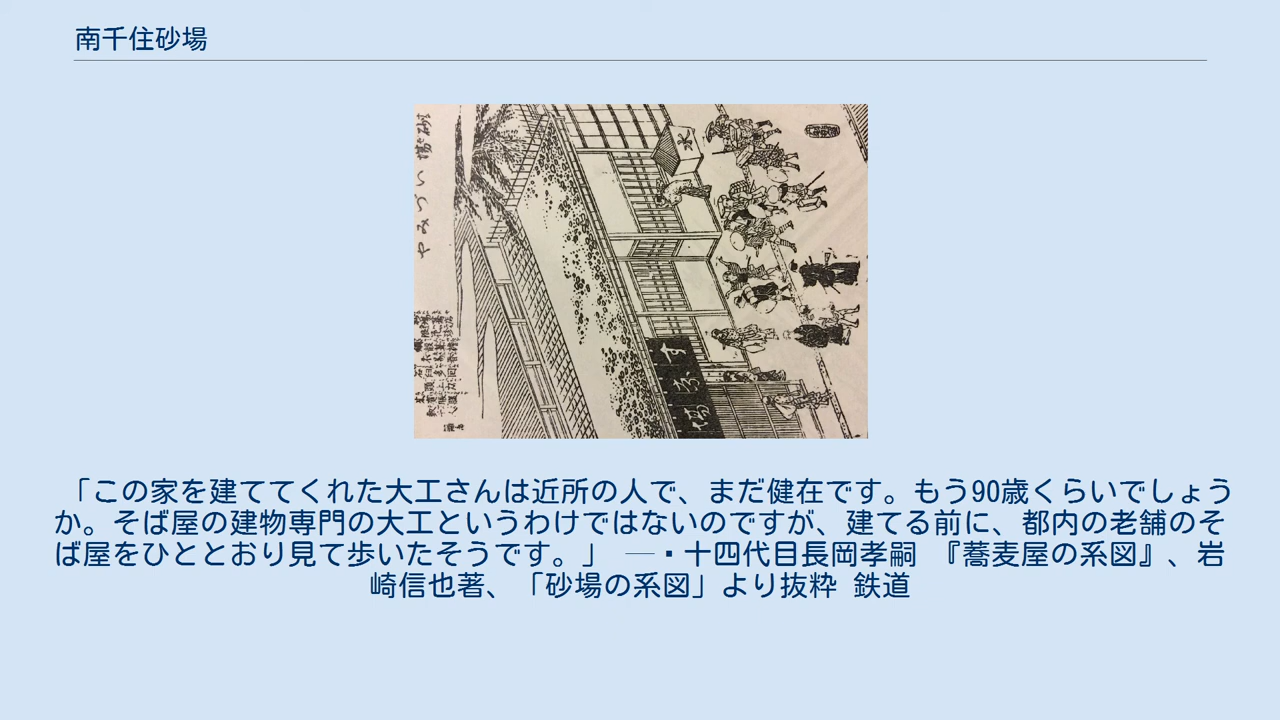 南千住砂場
砂場
いづみや
水
すなば
「この家を建ててくれた大工さんは近所の人で、まだ健在です。もう90歳くらいでしょう
か。そば屋の建物専門の大工というわけではないのですが、建てる前に、都内の老舗のそ
ば屋をひととおり見て歩いたそうです。」 ─・十四代目長岡孝嗣 『蕎麦屋の系図』、岩
崎信也著、「砂場の系図」より抜粋 鉄道